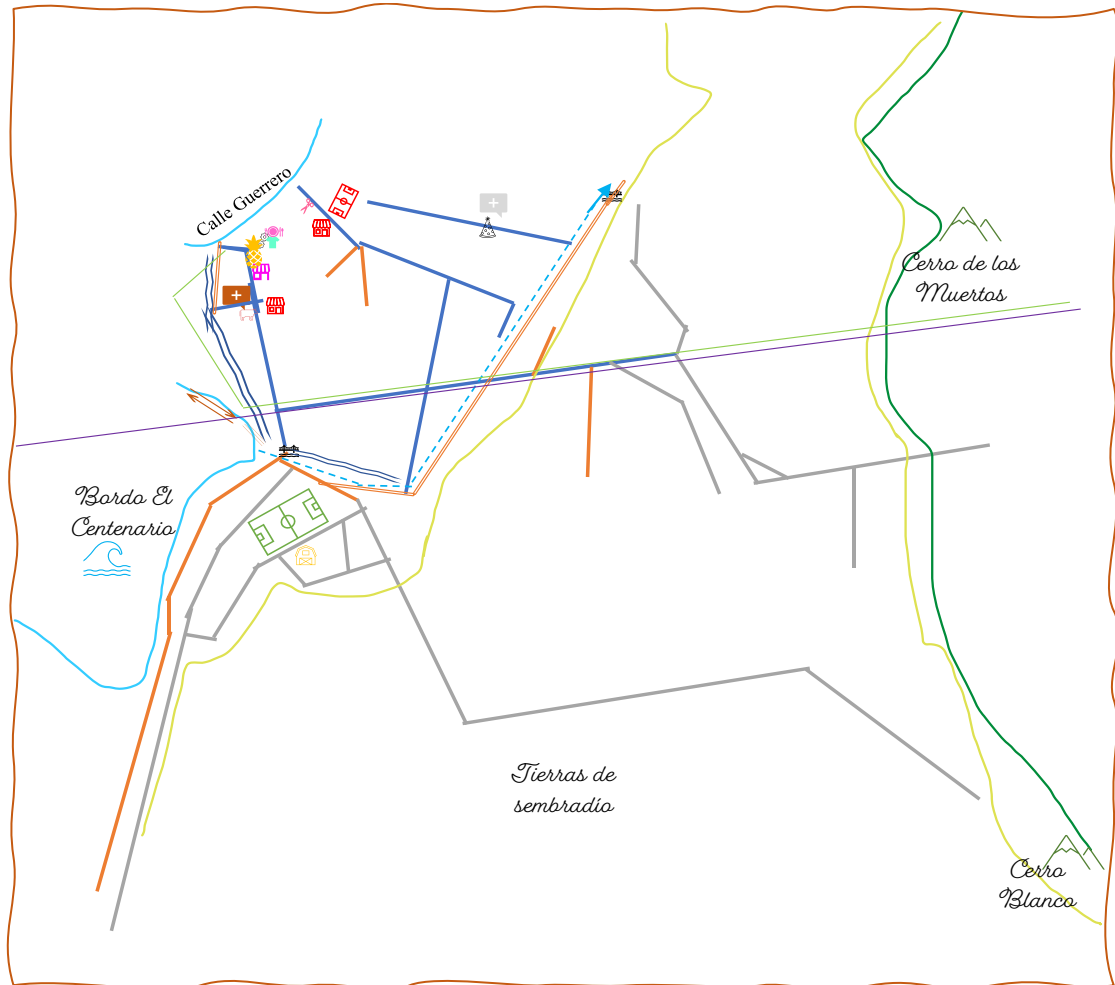 Calle Guerrero
Cerro de los
Muertos
Bordo El
Centenario
Tierras de
sembradío
Cerro
Blanco